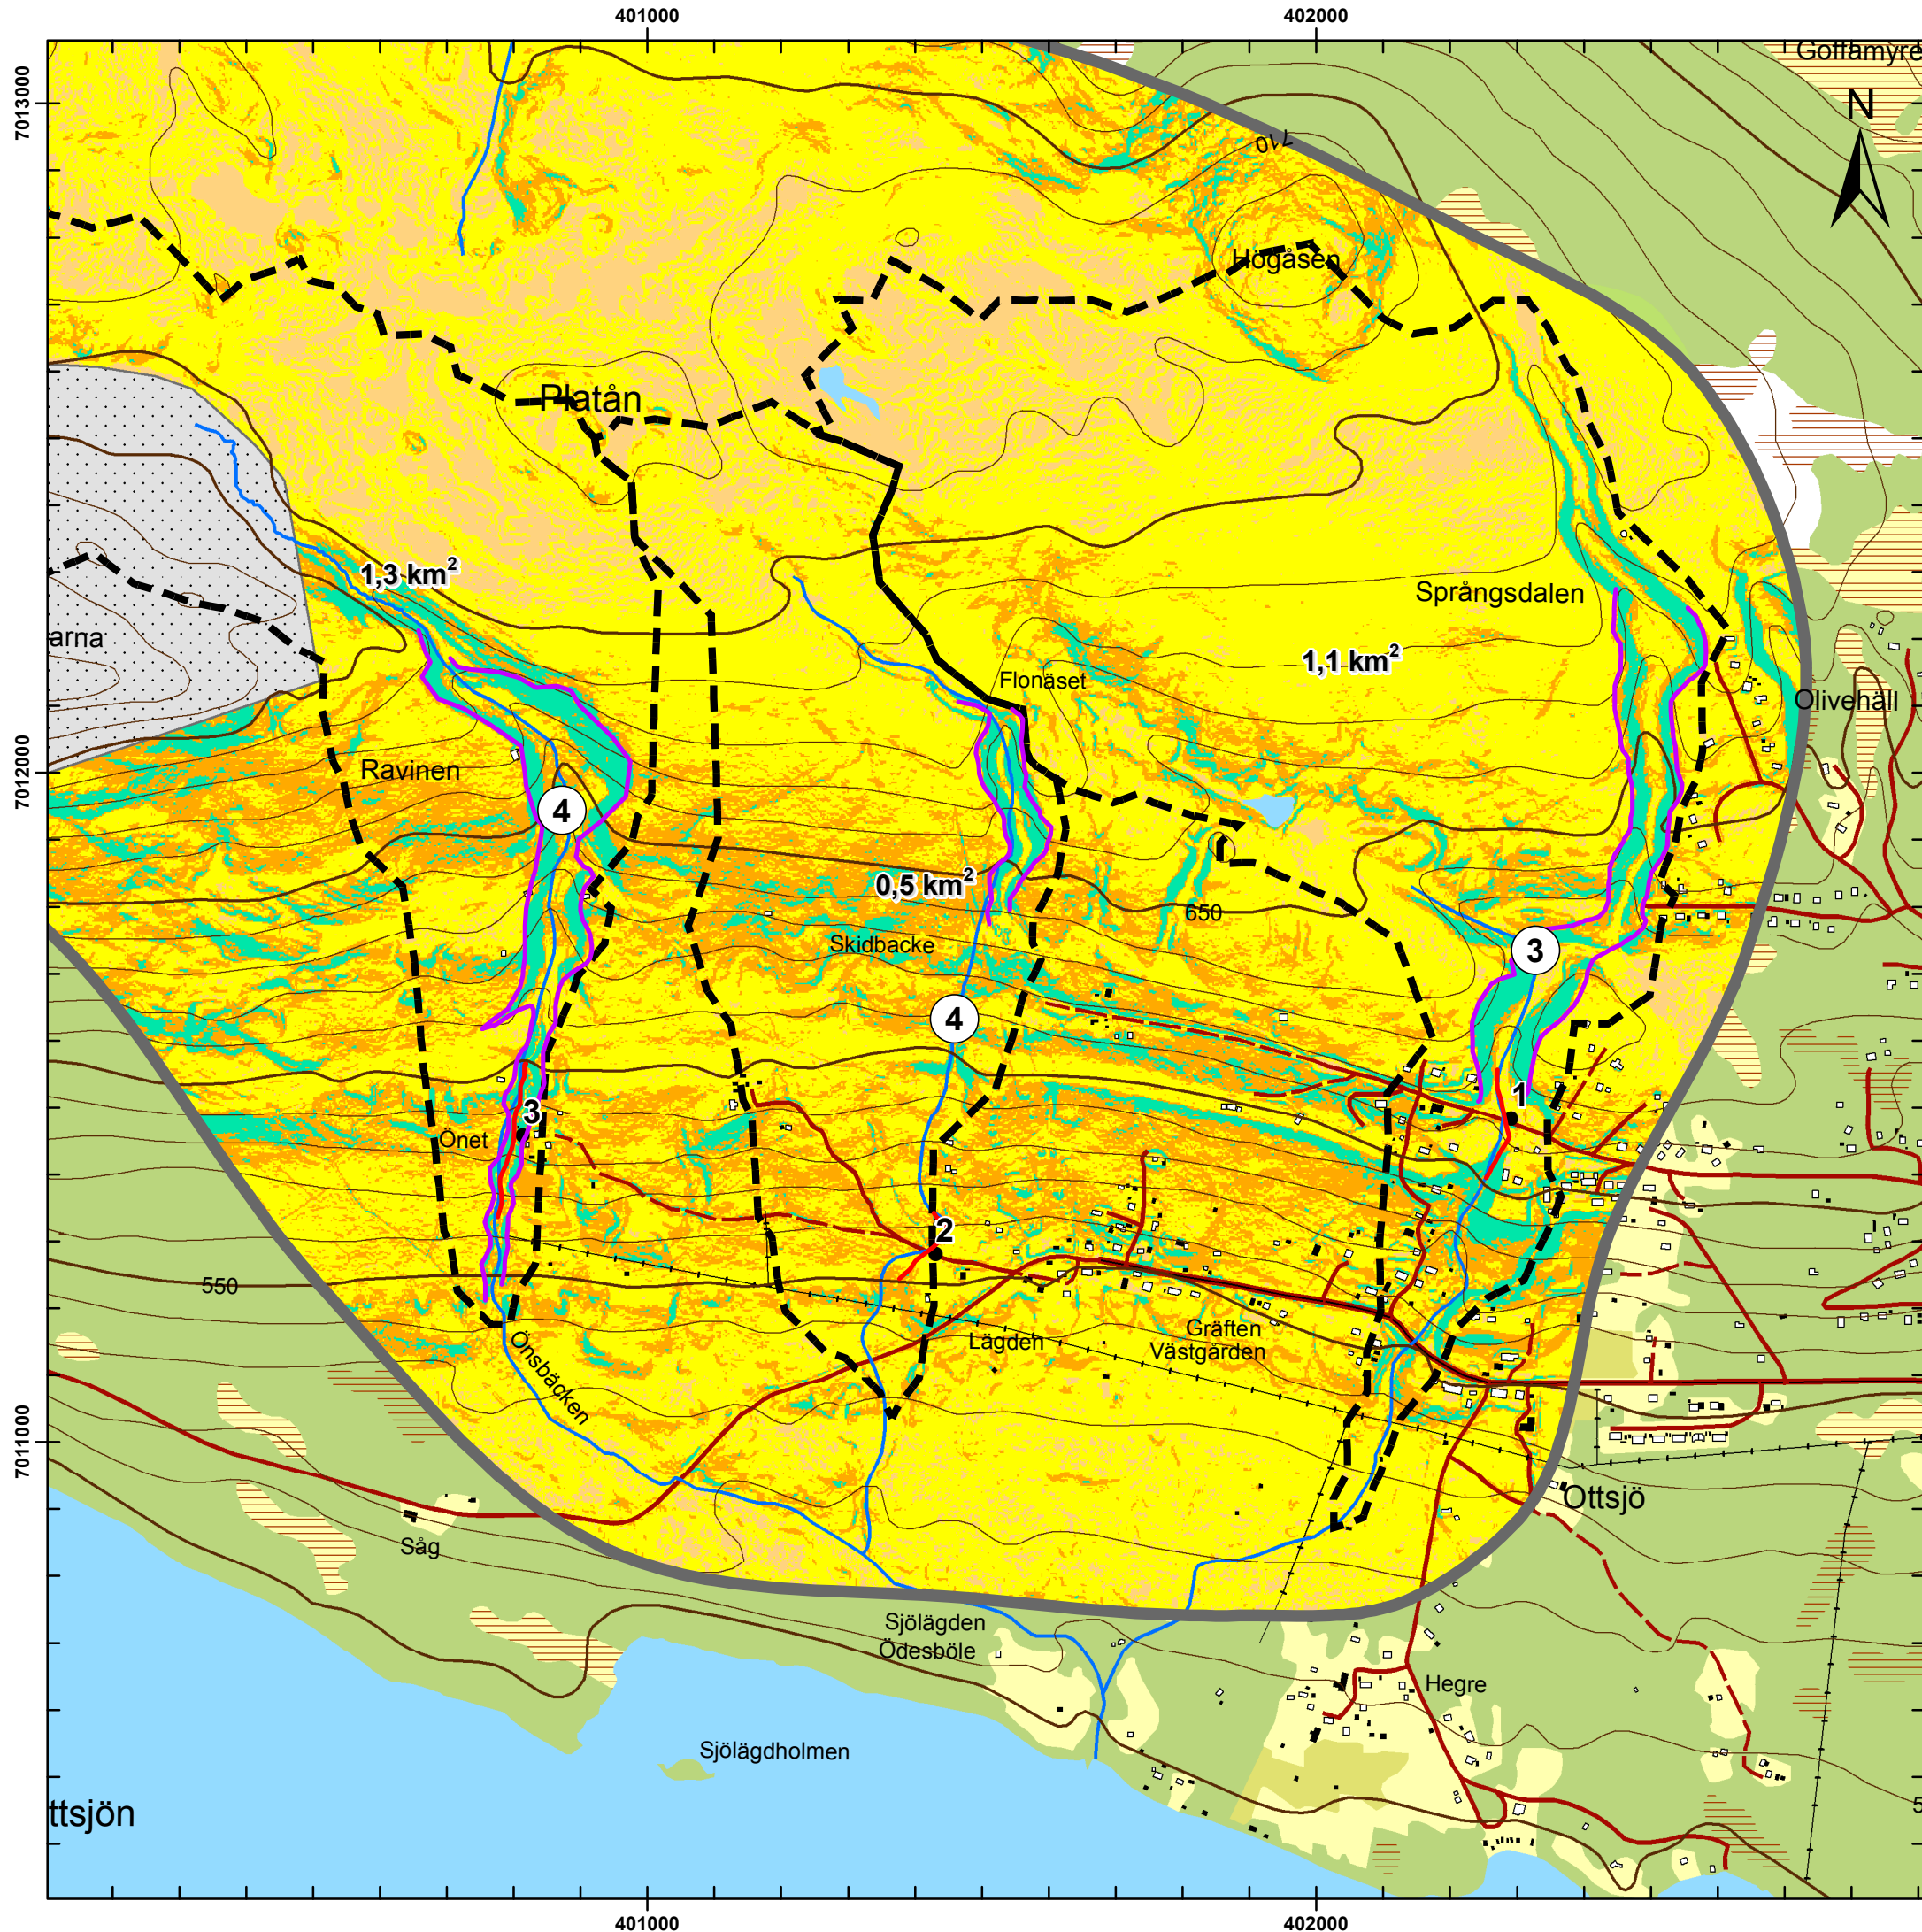 401000
402000
Goffamyre
7013000
N
710
Högåsen
Platån
1,3 km²
Språngsdalen
arna
1,1 km²
Flonäset
Olivehäll
7012000
Ravinen
4
0,5 km²
650
Skidbacke
3
4
1
3
Önet
2
550
Gräften
Lägden
Västgården
Önsbäcken
7011000
Ottsjö
Såg
Sjölägden
Ödesböle
Hegre
Sjölägdholmen
ttsjön
5
401000
402000